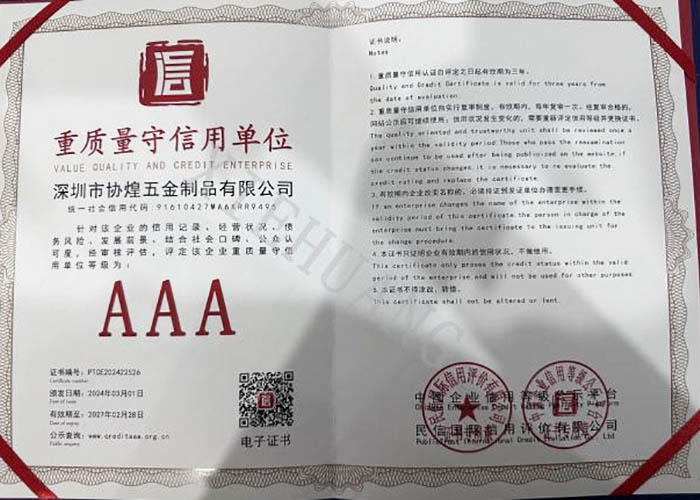 重质量守信用单位
VALUE QUALITY AND CREDIT ENTERPRISE
深圳市协煌五金制品有限公司
统一社会信用代码：91610427MA6XRR9496
针对该企业的信用记录、经营状况、债
务风险、发展前景、结合社会口碑、公众认
可度，经审核评估，评定该企业重质量守信
用单位等级为：
AAA
证书编号：PTCE202422526
Certificate number
颁发日期：2024年03月01日
Date of issue
有效期至：2027年02月28日
公示查询：www.creditaaa.org.cn
电子证书
证书说明：
Notes
1.重质量守信用认证自评定之日起有效期为三年。
Quality and Credit Certificate is valid for three years from
the date of evaluation.
2.重质量守信用单位向实行复审制度，有效期内，每年复审一次，经复审合格的，
网站公示后可继续使用；信用状况发生变化的，需要重新评定信用等级并更换证书。
The quality oriented and trustworthy unit shall be reviewed once a
year within the validity period.Those who pass the reexamination
can continue to be used after being publicized on the website.if
the credit status changes,it is necessary to re evaluate the
credit rating and replace the certificate.
3.有效期内企业改变名称的，必须持证到发证单位办理变更手续。
If an enterprise changes the name of the enterprise within the
validity period of this certificate,the person in charge of the
enterprise must bring the certificate to the issuing unit for
the change procedure.
4.本证书只证明企业有效期内的信用状况，不做他用。
This certificate only proves the credit status within the valid
period of the enterprise.and will not be used for other purposes.
5.本证书不得涂改，转借。
This certificate shall not be altered or lent.
中国企业信用等级公示平台
民信国际信用评价有限公司
XIEHUANG